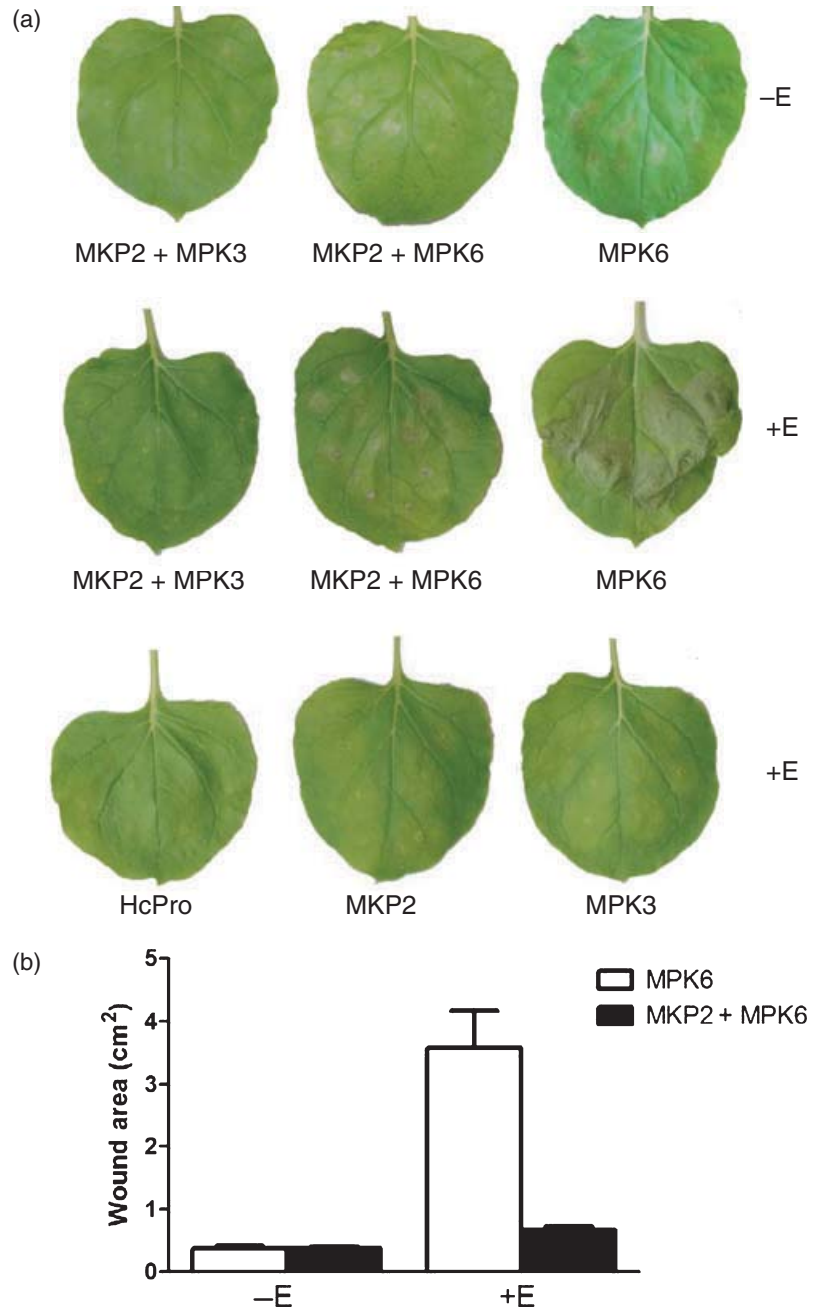 (a)
–E
MKP2 + MPK3 MKP2 + MPK6 MPK6
+E
MKP2 + MPK3 MKP2 + MPK6 MPK6
+E
HcPro MKP2 MPK3
(b)
Wound area (cm²)
5
4
3
2
1
0
MPK6
MKP2 + MPK6
–E +E